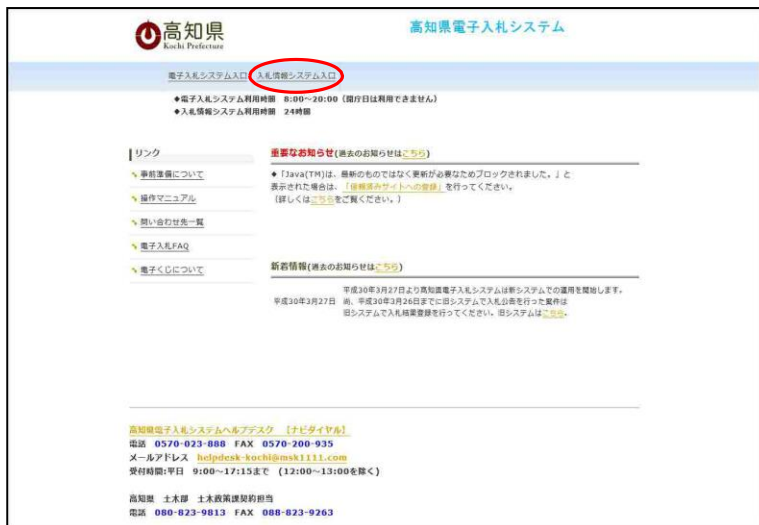 高知県
Kochi Prefecture
高知県電子入札システム
電子入札システム入口 入札情報システム入口
◆電子入札システム利用時間 8:00～20:00（閉庁日は利用できません）
◆入札情報システム利用時間 24時間
リンク
事前準備について
操作マニュアル
問い合わせ先一覧
電子入札FAQ
電子くじについて
重要なお知らせ(過去のお知らせはこちら)
◆「Java(TM)は、最新のものではなく更新が必要なためブロックされました。」と
表示された場合は、「信頼済みサイトへの登録」を行ってください。
（詳しくはこちらをご覧ください。）
新着情報(過去のお知らせはこちら)
平成30年3月27日
平成30年3月27日より高知県電子入札システムは新システムでの運用を開始します。
尚、平成30年3月26日までに旧システムで入札公告を行った案件は
旧システムで入札結果登録を行ってください。旧システムはこちら。
高知県電子入札システムヘルプデスク 【ナビダイヤル】
電話 0570-023-888 FAX 0570-200-935
メールアドレス helpdesk-kochi@msk1111.com
受付時間:平日 9:00～17:15まで (12:00～13:00を除く)
高知県 土木部 土木政策課契約担当
電話 080-823-9813 FAX 088-823-9263